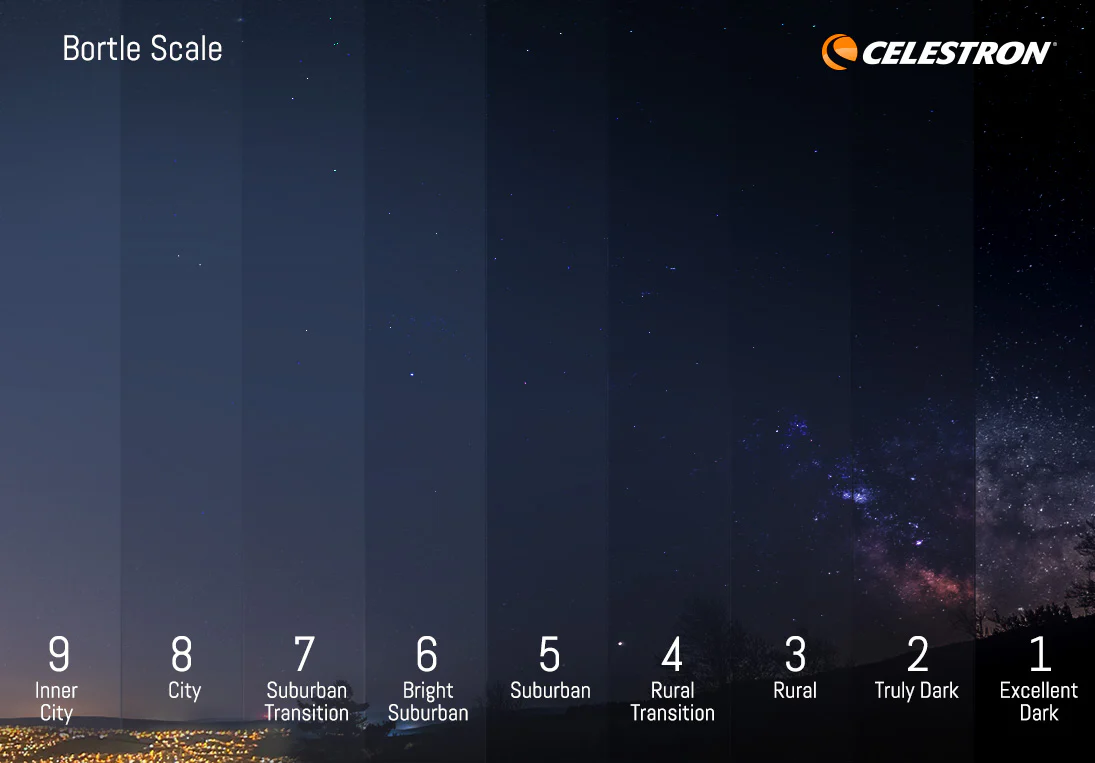 Bortle Scale
CELESTRON®
9
Inner
City
8
City
7
Suburban
Transition
6
Bright
Suburban
5
Suburban
4
Rural
Transition
3
Rural
2
Truly Dark
1
Excellent
Dark